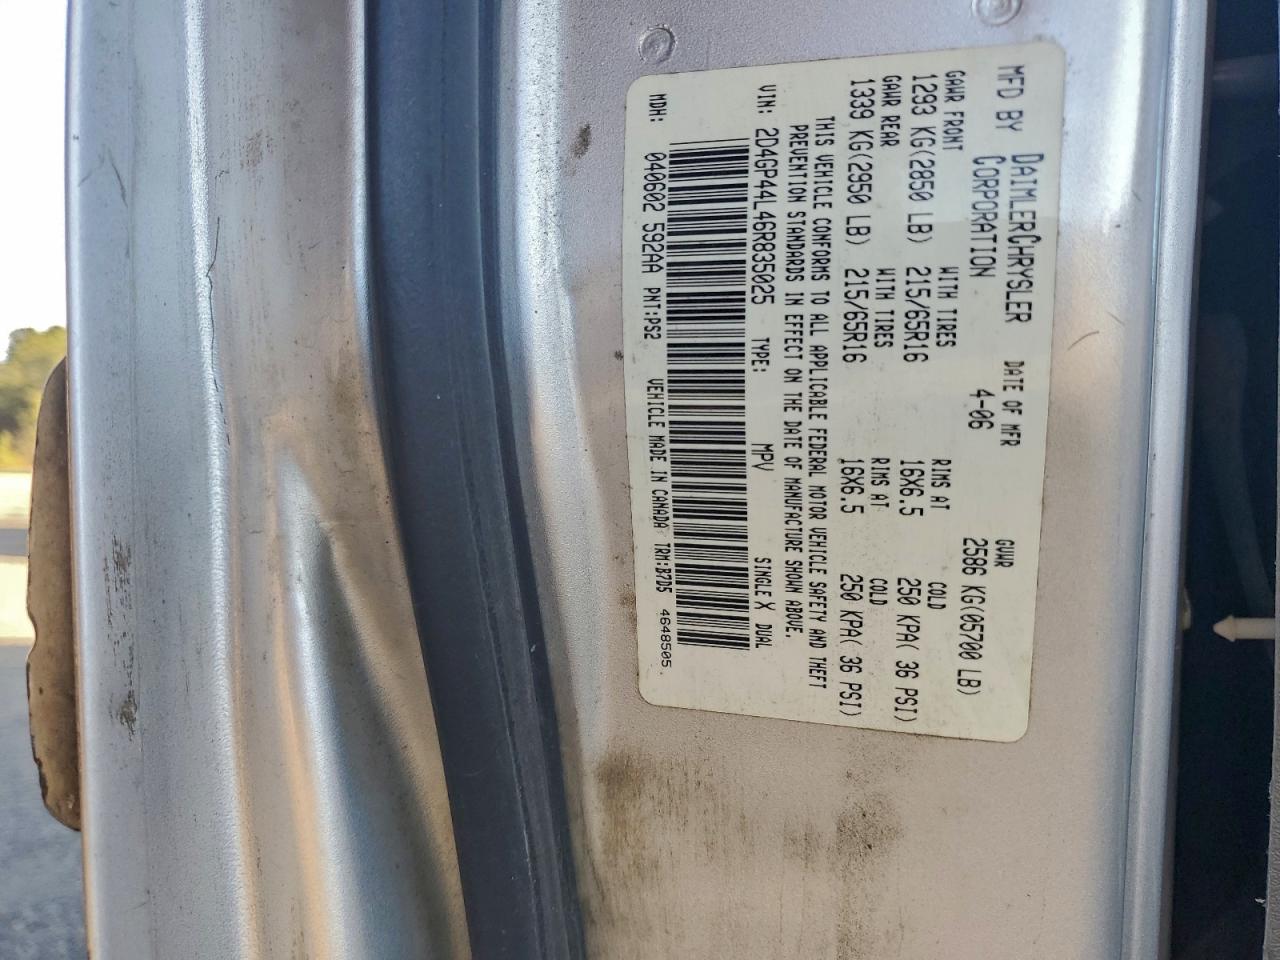 MFD BY DAIMLERCHRYSLER CORPORATION DATE OF MFR 4-06 GVWR 2586 KG(05700 LB)
GAWR FRONT WITH TIRES RIMS AT COLD
1293 KG(2850 LB) 215/65R16 16X6.5 250 KPA( 36 PSI)
GAWR REAR WITH TIRES RIMS AT COLD
1339 KG(2950 LB) 215/65R16 16X6.5 250 KPA( 36 PSI)
THIS VEHICLE CONFORMS TO ALL APPLICABLE FEDERAL MOTOR VEHICLE SAFETY AND THEFT
PREVENTION STANDARDS IN EFFECT ON THE DATE OF MANUFACTURE SHOWN ABOVE.
VIN: 2D4GP44L46R835025 TYPE: MPV SINGLE X DUAL
MDH: 040602 592AA PNT:PS2 VEHICLE MADE IN CANADA TRM:B7D5 4648505